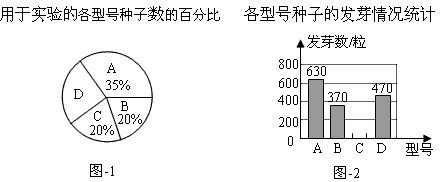 用于实验的各型号种子数的百分比
A
35%
D
B
20%
C
20%
图-1
各型号种子的发芽情况统计
发芽数/粒
800
600
400
200
0
630
370
470
A B C D 型号
图-2